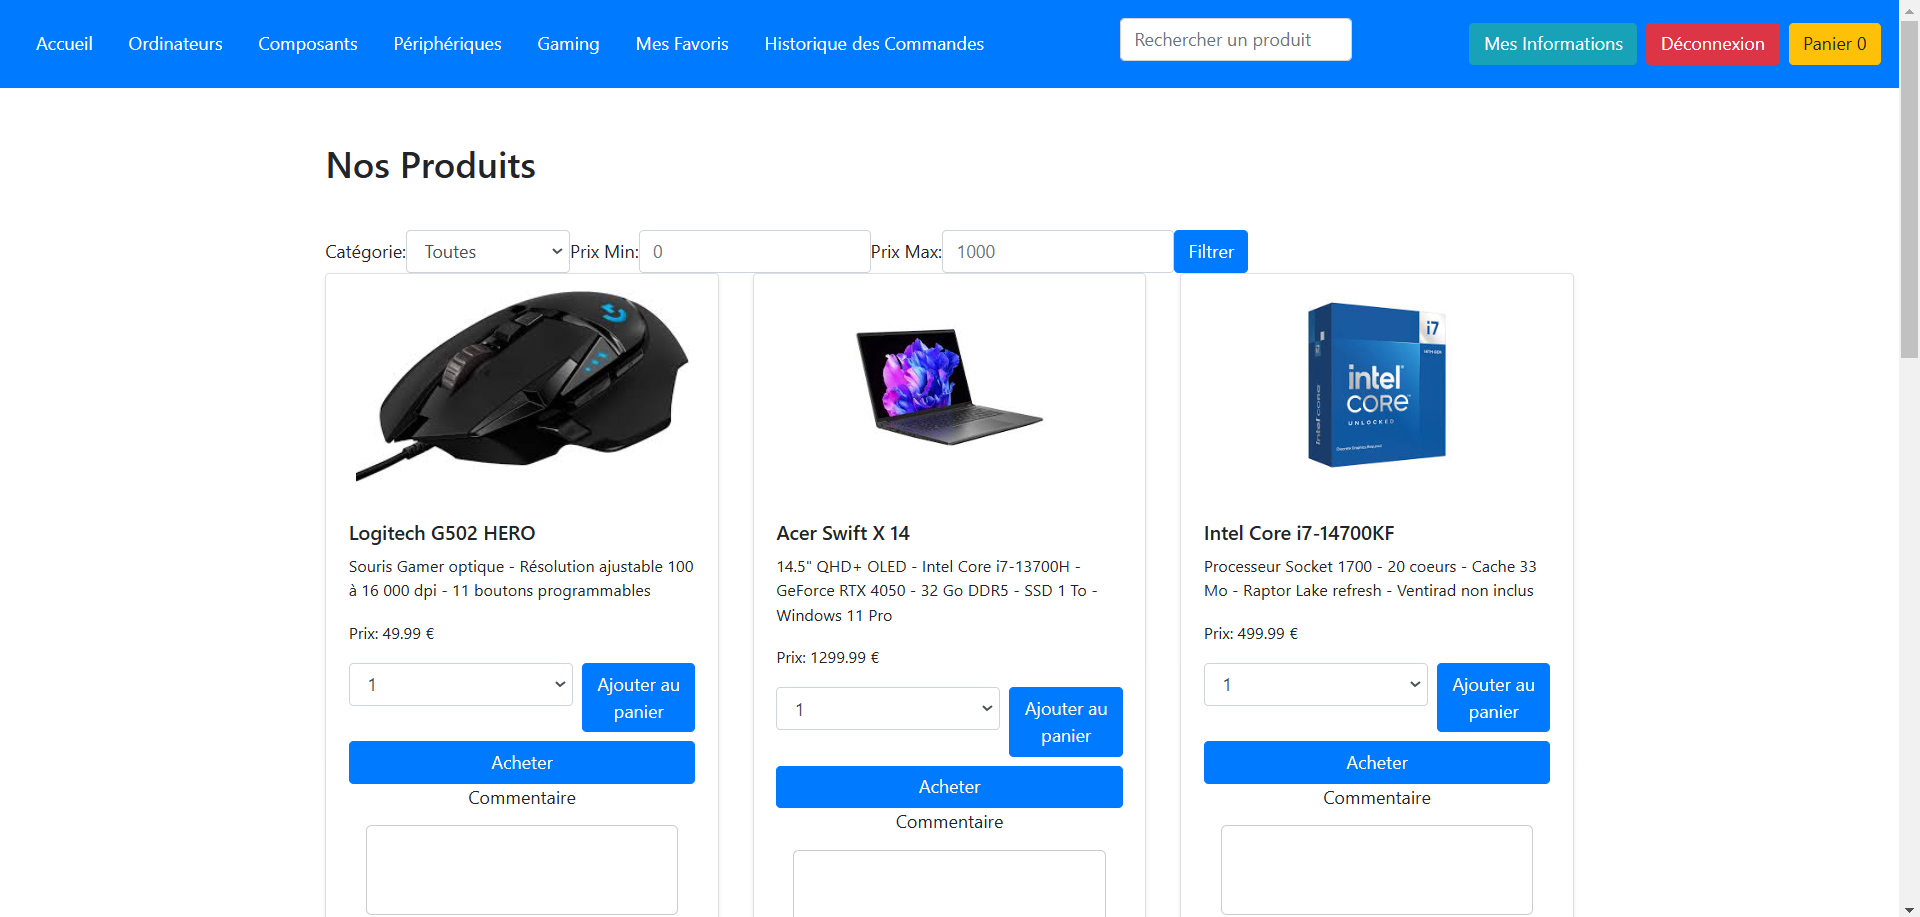 Accueil Ordinateurs Composants Périphériques Gaming Mes Favoris Historique des Commandes Rechercher un produit Mes Informations Déconnexion Panier 0
Nos Produits
Catégorie: Toutes Prix Min: 0 Prix Max: 1000 Filtrer
i7
intel
CORE
UNLOCKED
Logitech G502 HERO
Souris Gamer optique - Résolution ajustable 100
à 16 000 dpi - 11 boutons programmables
Prix: 49.99 €
1
Ajouter au
panier
Acheter
Commentaire
Acer Swift X 14
14.5" QHD+ OLED - Intel Core i7-13700H -
GeForce RTX 4050 - 32 Go DDR5 - SSD 1 To -
Windows 11 Pro
Prix: 1299.99 €
1
Ajouter au
panier
Acheter
Commentaire
Intel Core i7-14700KF
Processeur Socket 1700 - 20 coeurs - Cache 33
Mo - Raptor Lake refresh - Ventirad non inclus
Prix: 499.99 €
1
Ajouter au
panier
Acheter
Commentaire